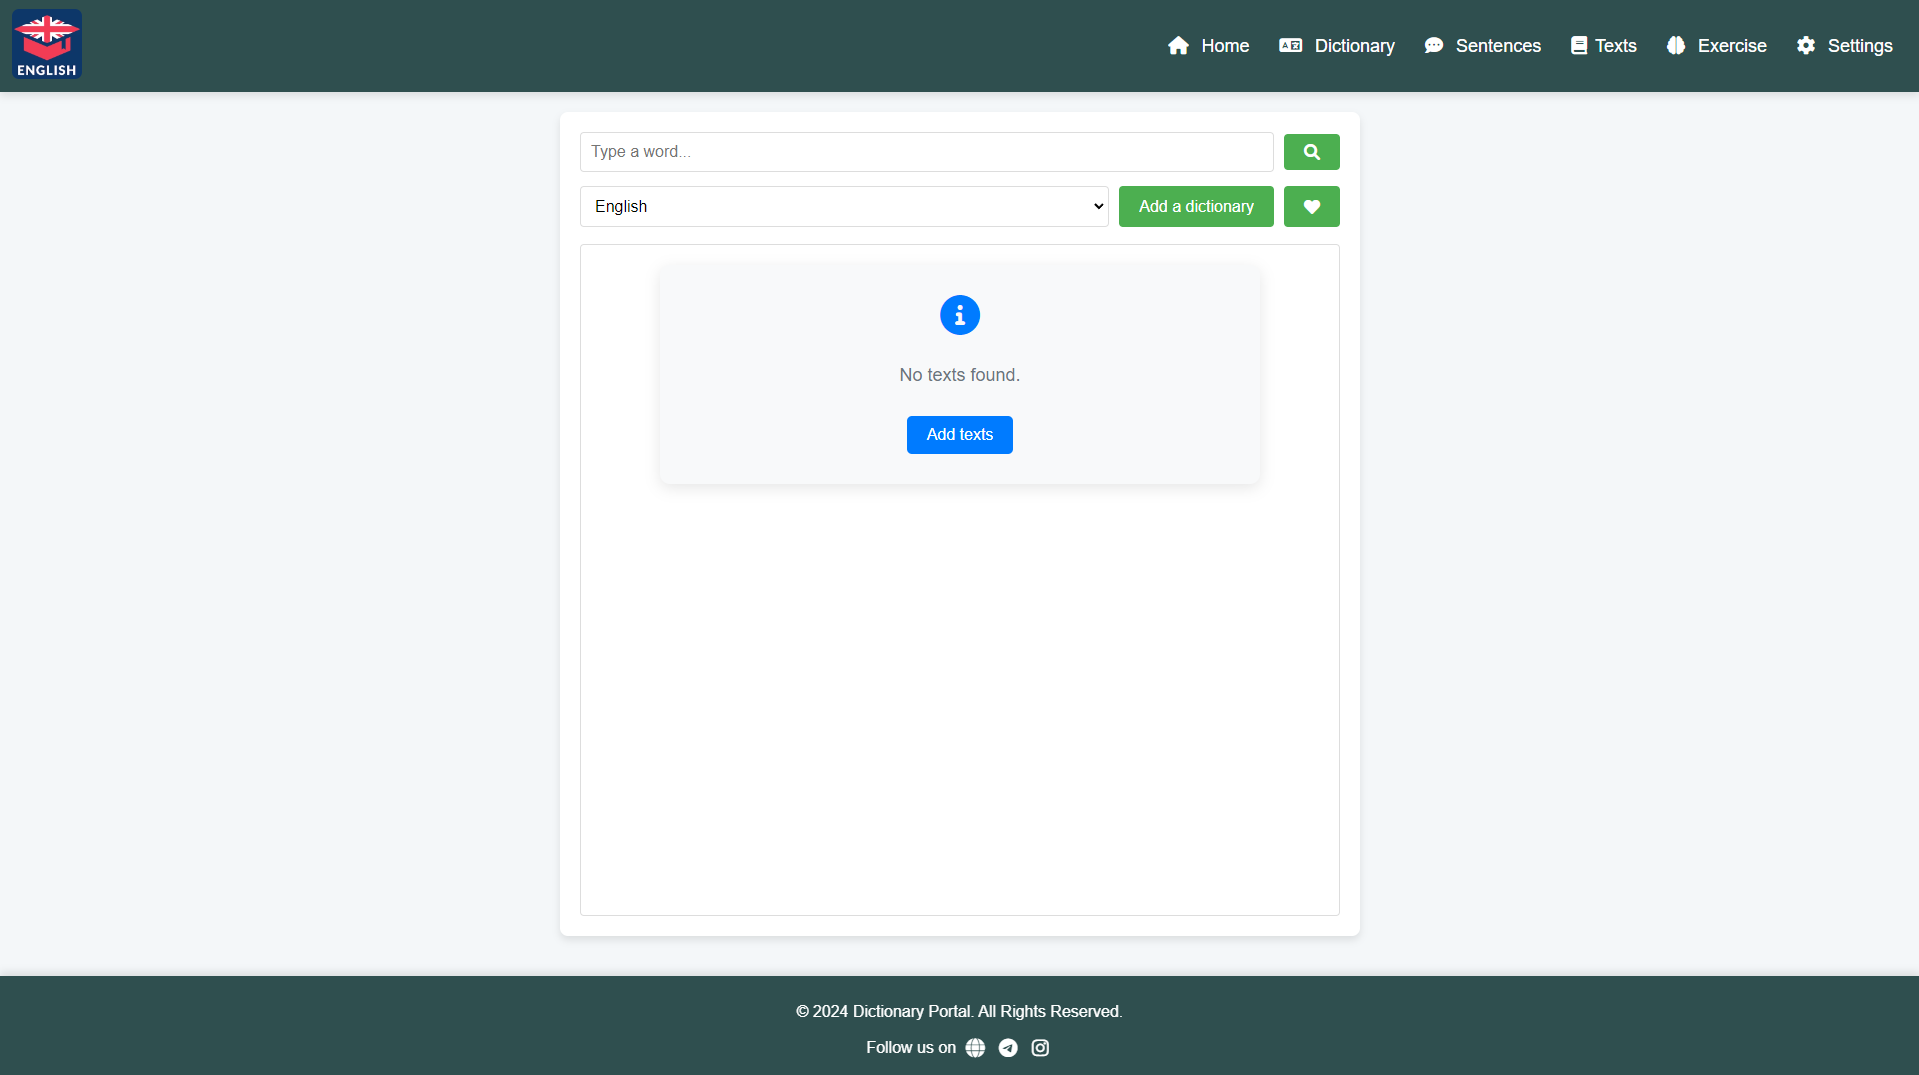 ENGLISH
Home Dictionary Sentences Texts Exercise Settings
Type a word...
English Add a dictionary
No texts found.
Add texts
© 2024 Dictionary Portal. All Rights Reserved.
Follow us on